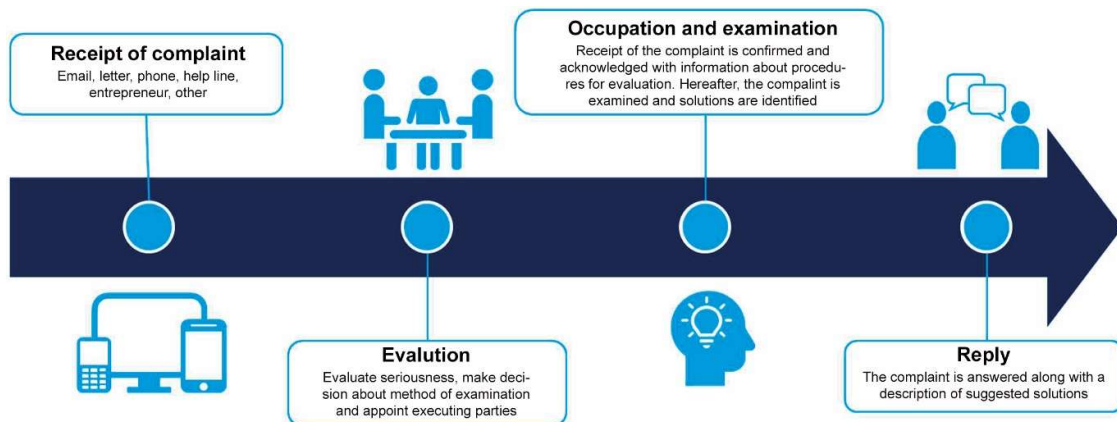 Receipt of complaint
Email, letter, phone, help line,
entrepreneur, other
Evalution
Evaluate seriousness, make deci-
sion about method of examination
and appoint executing parties
Occupation and examination
Receipt of the complaint is confirmed and
acknowledged with information about procedu-
res for evaluation. Hereafter, the compalint is
examined and solutions are identified
Reply
The complaint is answered along with a
description of suggested solutions